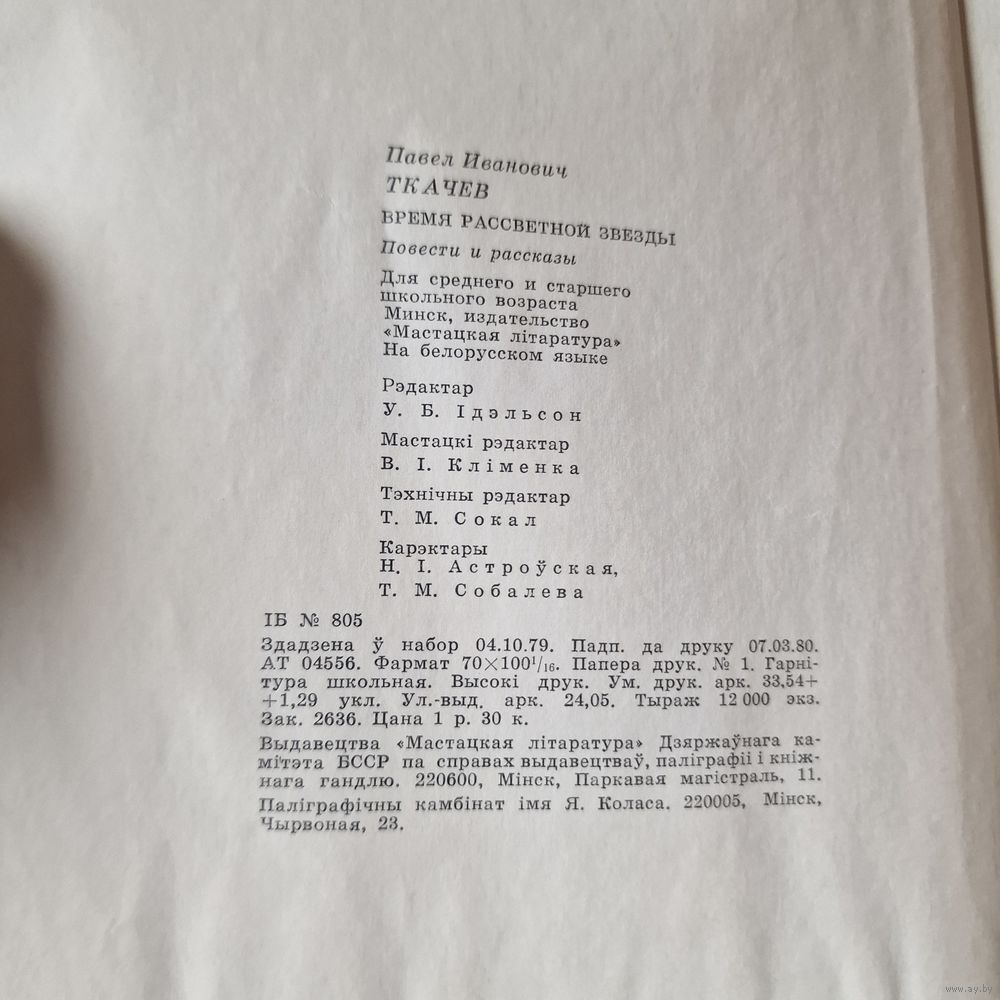 Павел Иванович
ТКАЧЕВ
ВРЕМЯ РАССВЕТНОЙ ЗВЕЗДЫ
Повести и рассказы
Для среднего и старшего
школьного возраста
Минск, издательство
«Мастацкая літаратура»
На белорусском языке
Рэдактар
У. Б. Ідэльсон
Мастацкі рэдактар
В. І. Кліменка
Тэхнічны рэдактар
Т. М. Сокал
Карэктары
Н. І. Астроўская,
Т. М. Собалева
ІБ № 805
Здадзена ў набор 04.10.79. Падп. да друку 07.03.80.
АТ 04556. Фармат 70×100¹/₁₆. Папера друк. № 1. Гарні-
тура школьная. Высокі друк. Ум. друк. арк. 33,54+
+1,29 укл. Ул.-выд. арк. 24,05. Тыраж 12 000 экз.
Зак. 2636. Цана 1 р. 30 к.
Выдавецтва «Мастацкая літаратура» Дзяржаўнага ка-
мітэта БССР па справах выдавецтваў, паліграфіі і кніж-
нага гандлю. 220600, Мінск, Паркавая магістраль, 11.
Паліграфічны камбінат імя Я. Коласа. 220005, Мінск,
Чырвоная, 23.
www.ay.by